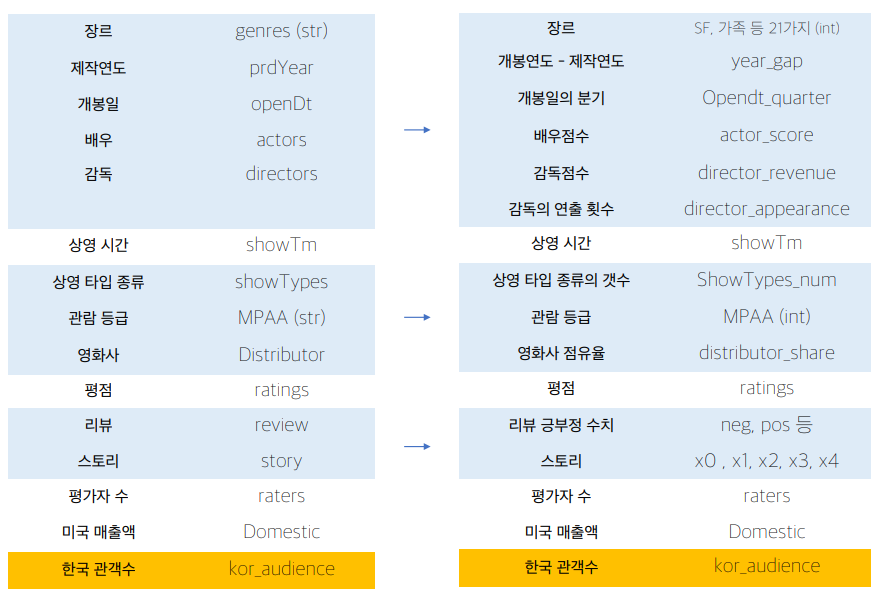 장르 genres (str)
제작연도 prdYear
개봉일 openDt
배우 actors
감독 directors
상영 시간 showTm
상영 타입 종류 showTypes
관람 등급 MPAA (str)
영화사 Distributor
평점 ratings
리뷰 review
스토리 story
평가자 수 raters
미국 매출액 Domestic
한국 관객수 kor_audience
장르 SF, 가족 등 21가지 (int)
개봉연도 - 제작연도 year_gap
개봉일의 분기 Opendt_quarter
배우점수 actor_score
감독점수 director_revenue
감독의 연출 횟수 director_appearance
상영 시간 showTm
상영 타입 종류의 갯수 ShowTypes_num
관람 등급 MPAA (int)
영화사 점유율 distributor_share
평점 ratings
리뷰 긍부정 수치 neg, pos 등
스토리 x0 , x1, x2, x3, x4
평가자 수 raters
미국 매출액 Domestic
한국 관객수 kor_audience